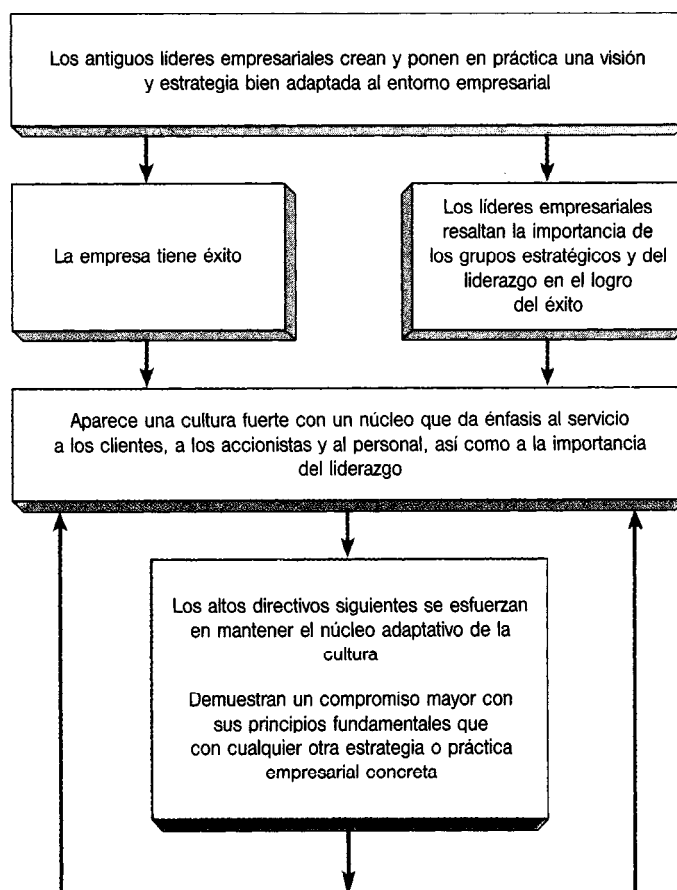 Los antiguos líderes empresariales crean y ponen en práctica una visión
y estrategia bien adaptada al entorno empresarial
La empresa tiene éxito
Los líderes empresariales
resaltan la importancia de
los grupos estratégicos y del
liderazgo en el logro
del éxito
Aparece una cultura fuerte con un núcleo que da énfasis al servicio
a los clientes, a los accionistas y al personal, así como a la importancia
del liderazgo
Los altos directivos siguientes se esfuerzan
en mantener el núcleo adaptativo de la
cultura
Demuestran un compromiso mayor con
sus principios fundamentales que
con cualquier otra estrategia o práctica
empresarial concreta